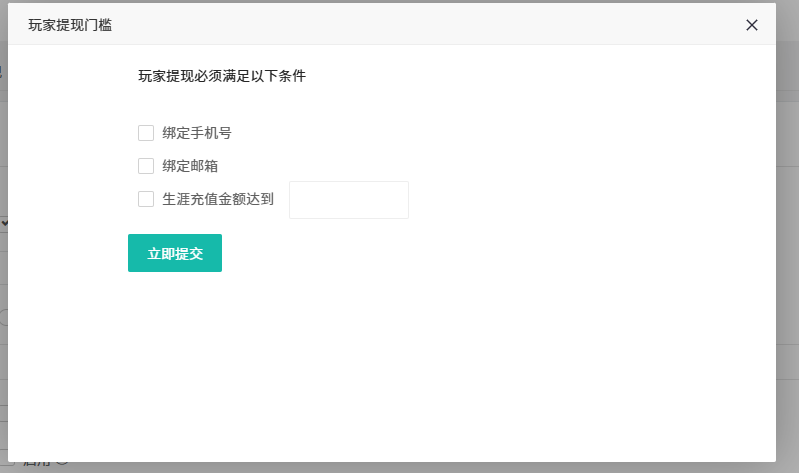 玩家提现门槛
玩家提现必须满足以下条件
绑定手机号
绑定邮箱
生涯充值金额达到
立即提交